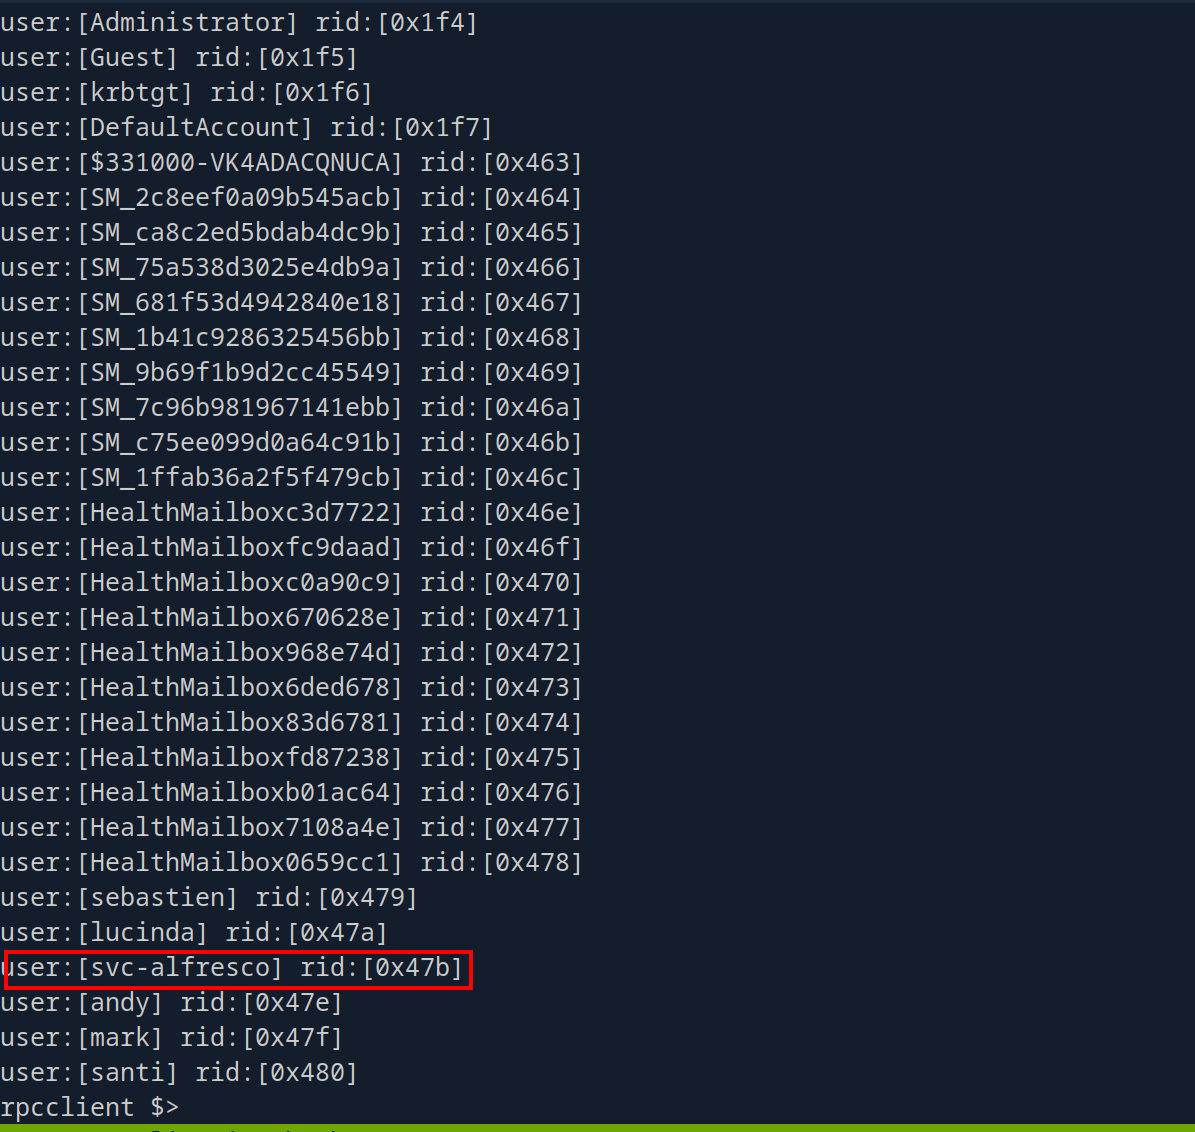 user:[Administrator] rid:[0x1f4]
user:[Guest] rid:[0x1f5]
user:[krbtgt] rid:[0x1f6]
user:[DefaultAccount] rid:[0x1f7]
user:[$331000-VK4ADACQNUCA] rid:[0x463]
user:[SM_2c8eef0a09b545acb] rid:[0x464]
user:[SM_ca8c2ed5bdab4dc9b] rid:[0x465]
user:[SM_75a538d3025e4db9a] rid:[0x466]
user:[SM_681f53d4942840e18] rid:[0x467]
user:[SM_1b41c9286325456bb] rid:[0x468]
user:[SM_9b69f1b9d2cc45549] rid:[0x469]
user:[SM_7c96b981967141ebb] rid:[0x46a]
user:[SM_c75ee099d0a64c91b] rid:[0x46b]
user:[SM_1ffab36a2f5f479cb] rid:[0x46c]
user:[HealthMailboxc3d7722] rid:[0x46e]
user:[HealthMailboxfc9daad] rid:[0x46f]
user:[HealthMailboxc0a90c9] rid:[0x470]
user:[HealthMailbox670628e] rid:[0x471]
user:[HealthMailbox968e74d] rid:[0x472]
user:[HealthMailbox6ded678] rid:[0x473]
user:[HealthMailbox83d6781] rid:[0x474]
user:[HealthMailboxfd87238] rid:[0x475]
user:[HealthMailboxb01ac64] rid:[0x476]
user:[HealthMailbox7108a4e] rid:[0x477]
user:[HealthMailbox0659cc1] rid:[0x478]
user:[sebastien] rid:[0x479]
user:[lucinda] rid:[0x47a]
user:[svc-alfresco] rid:[0x47b]
user:[andy] rid:[0x47e]
user:[mark] rid:[0x47f]
user:[santi] rid:[0x480]
rpcclient $>